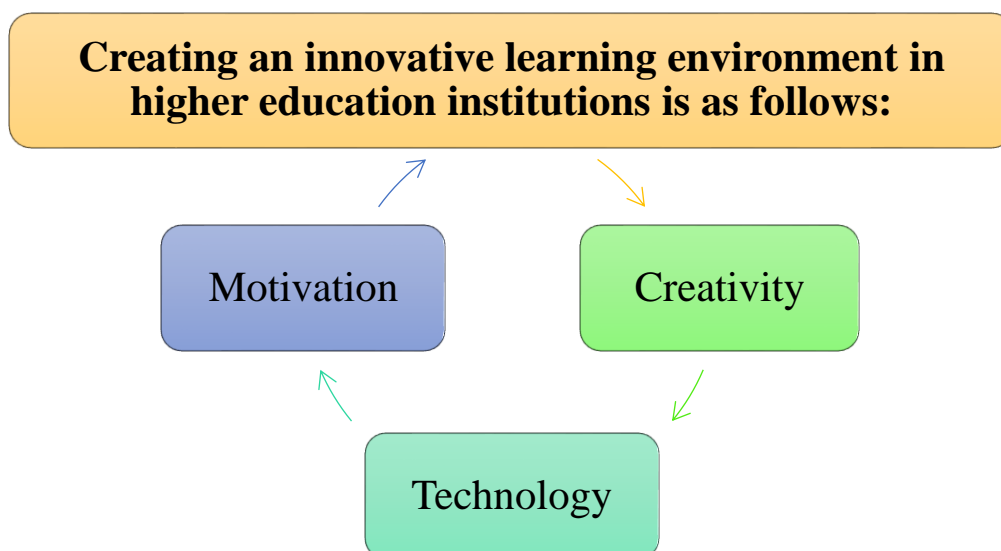 Creating an innovative learning environment in
higher education institutions is as follows:
Motivation
Creativity
Technology